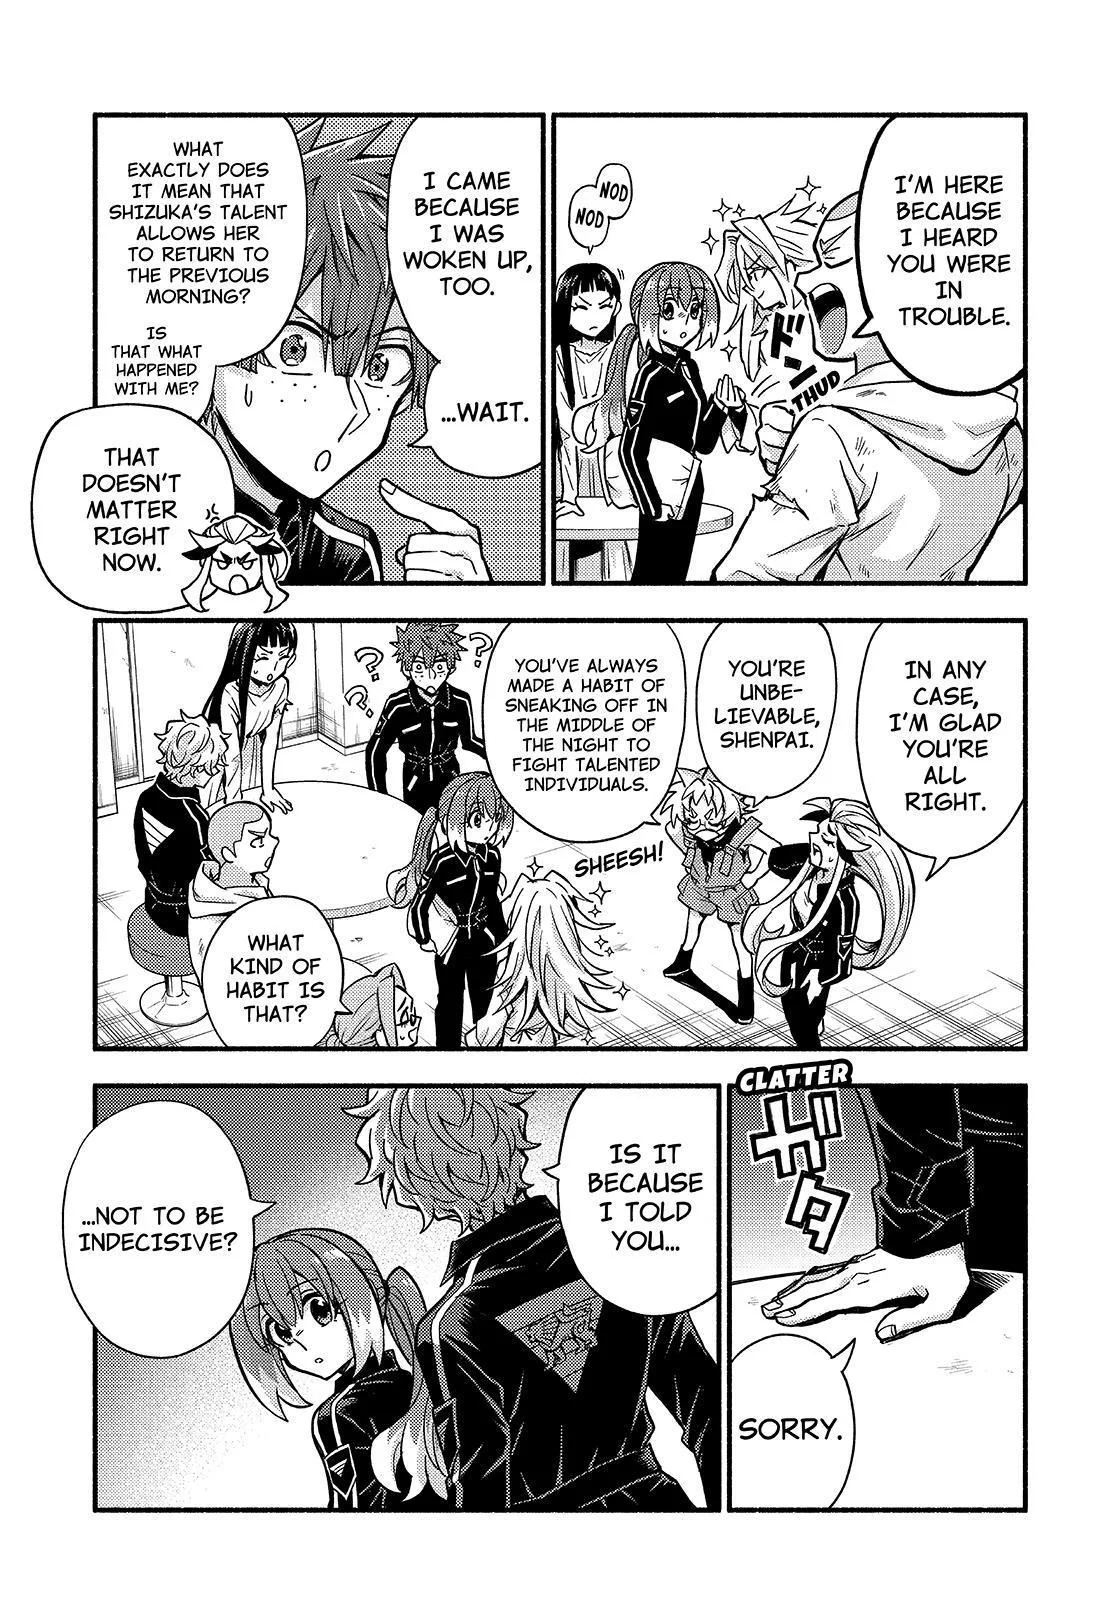 I'M HERE
BECAUSE
I HEARD
YOU WERE
IN
TROUBLE.
NOD
NOD
ドン
THUD
I CAME
BECAUSE
I WAS
WOKEN UP,
TOO.
...WAIT.
WHAT
EXACTLY DOES
IT MEAN THAT
SHIZUKA'S TALENT
ALLOWS HER
TO RETURN TO
THE PREVIOUS
MORNING?
IS
THAT WHAT
HAPPENED
WITH ME?
THAT
DOESN'T
MATTER
RIGHT
NOW.
IN ANY
CASE,
I'M GLAD
YOU'RE
ALL
RIGHT.
YOU'RE
UNBE-
LIEVABLE,
SHENPAI.
YOU'VE ALWAYS
MADE A HABIT OF
SNEAKING OFF IN
THE MIDDLE OF
THE NIGHT TO
FIGHT TALENTED
INDIVIDUALS.
SHEESH!
? ?
? ?
WHAT
KIND OF
HABIT IS
THAT?
CLATTER
ガタ
SORRY.
IS IT
BECAUSE
I TOLD
YOU...
...NOT TO BE
INDECISIVE?